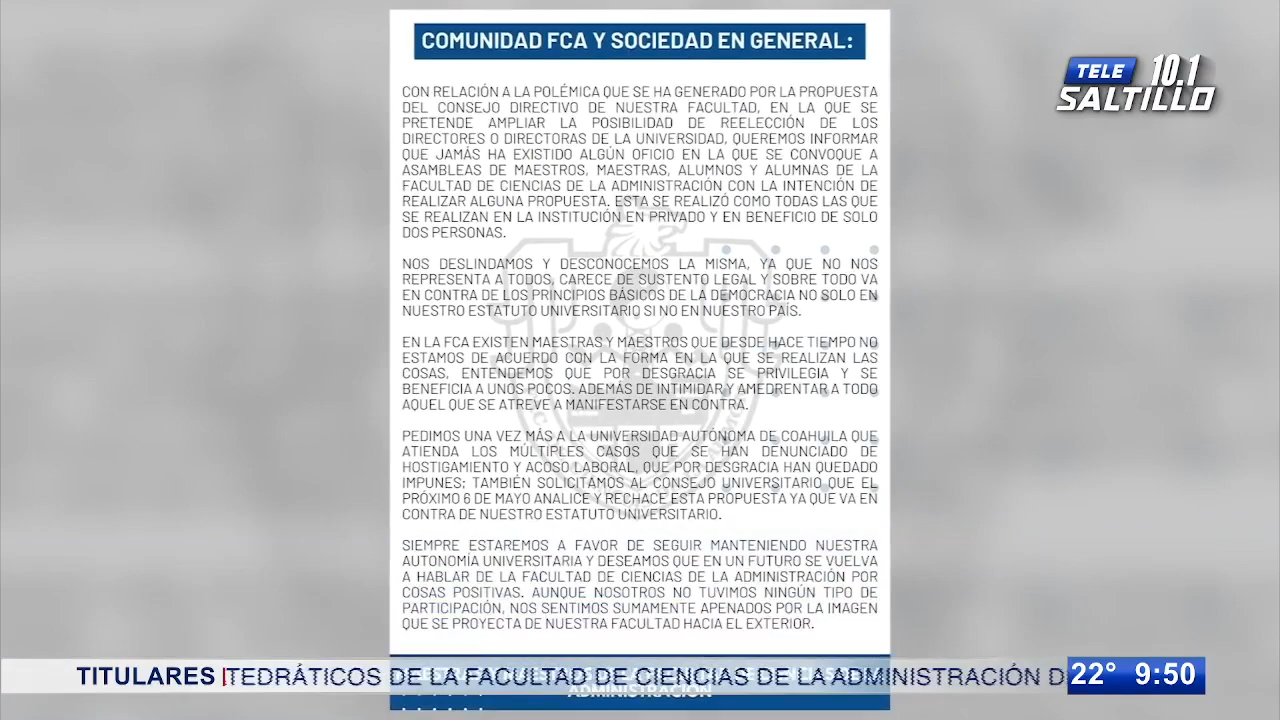 COMUNIDAD FCA Y SOCIEDAD EN GENERAL:
TELE 10.1
SALTILLO
CON RELACIÓN A LA POLÉMICA QUE SE HA GENERADO POR LA PROPUESTA
DEL CONSEJO DIRECTIVO DE NUESTRA FACULTAD, EN LA QUE SE
PRETENDE AMPLIAR LA POSIBILIDAD DE REELECCIÓN DE LOS
DIRECTORES O DIRECTORAS DE LA UNIVERSIDAD, QUEREMOS INFORMAR
QUE JAMÁS HA EXISTIDO ALGÚN OFICIO EN LA QUE SE CONVOQUE A
ASAMBLEAS DE MAESTROS, MAESTRAS, ALUMNOS Y ALUMNAS DE LA
FACULTAD DE CIENCIAS DE LA ADMINISTRACIÓN CON LA INTENCIÓN DE
REALIZAR ALGUNA PROPUESTA. ESTA SE REALIZÓ COMO TODAS LAS QUE
SE REALIZAN EN LA INSTITUCIÓN EN PRIVADO Y EN BENEFICIO DE SOLO
DOS PERSONAS.
NOS DESLINDAMOS Y DESCONOCEMOS LA MISMA, YA QUE NO NOS
REPRESENTA A TODOS, CARECE DE SUSTENTO LEGAL Y SOBRE TODO VA
EN CONTRA DE LOS PRINCIPIOS BÁSICOS DE LA DEMOCRACIA NO SOLO EN
NUESTRO ESTATUTO UNIVERSITARIO SI NO EN NUESTRO PAÍS.
EN LA FCA EXISTEN MAESTRAS Y MAESTROS QUE DESDE HACE TIEMPO NO
ESTAMOS DE ACUERDO CON LA FORMA EN LA QUE SE REALIZAN LAS
COSAS, ENTENDEMOS QUE POR DESGRACIA SE PRIVILEGIA Y SE
BENEFICIA A UNOS POCOS, ADEMÁS DE INTIMIDAR Y AMEDRENTAR A TODO
AQUEL QUE SE ATREVE A MANIFESTARSE EN CONTRA.
PEDIMOS UNA VEZ MÁS A LA UNIVERSIDAD AUTÓNOMA DE COAHUILA QUE
ATIENDA LOS MÚLTIPLES CASOS QUE SE HAN DENUNCIADO DE
HOSTIGAMIENTO Y ACOSO LABORAL, QUE POR DESGRACIA HAN QUEDADO
IMPUNES; TAMBIÉN SOLICITAMOS AL CONSEJO UNIVERSITARIO QUE EL
PRÓXIMO 6 DE MAYO ANALICE Y RECHACE ESTA PROPUESTA YA QUE VA EN
CONTRA DE NUESTRO ESTATUTO UNIVERSITARIO.
SIEMPRE ESTAREMOS A FAVOR DE SEGUIR MANTENIENDO NUESTRA
AUTONOMÍA UNIVERSITARIA Y DESEAMOS QUE EN UN FUTURO SE VUELVA
A HABLAR DE LA FACULTAD DE CIENCIAS DE LA ADMINISTRACIÓN POR
COSAS POSITIVAS. AUNQUE NOSOTROS NO TUVIMOS NINGÚN TIPO DE
PARTICIPACIÓN, NOS SENTIMOS SUMAMENTE APENADOS POR LA IMAGEN
QUE SE PROYECTA DE NUESTRA FACULTAD HACIA EL EXTERIOR.
TITULARES TEDRÁTICOS DE LA FACULTAD DE CIENCIAS DE LA ADMINISTRACIÓN D 22° 9:50
ADMINISTRACIÓN